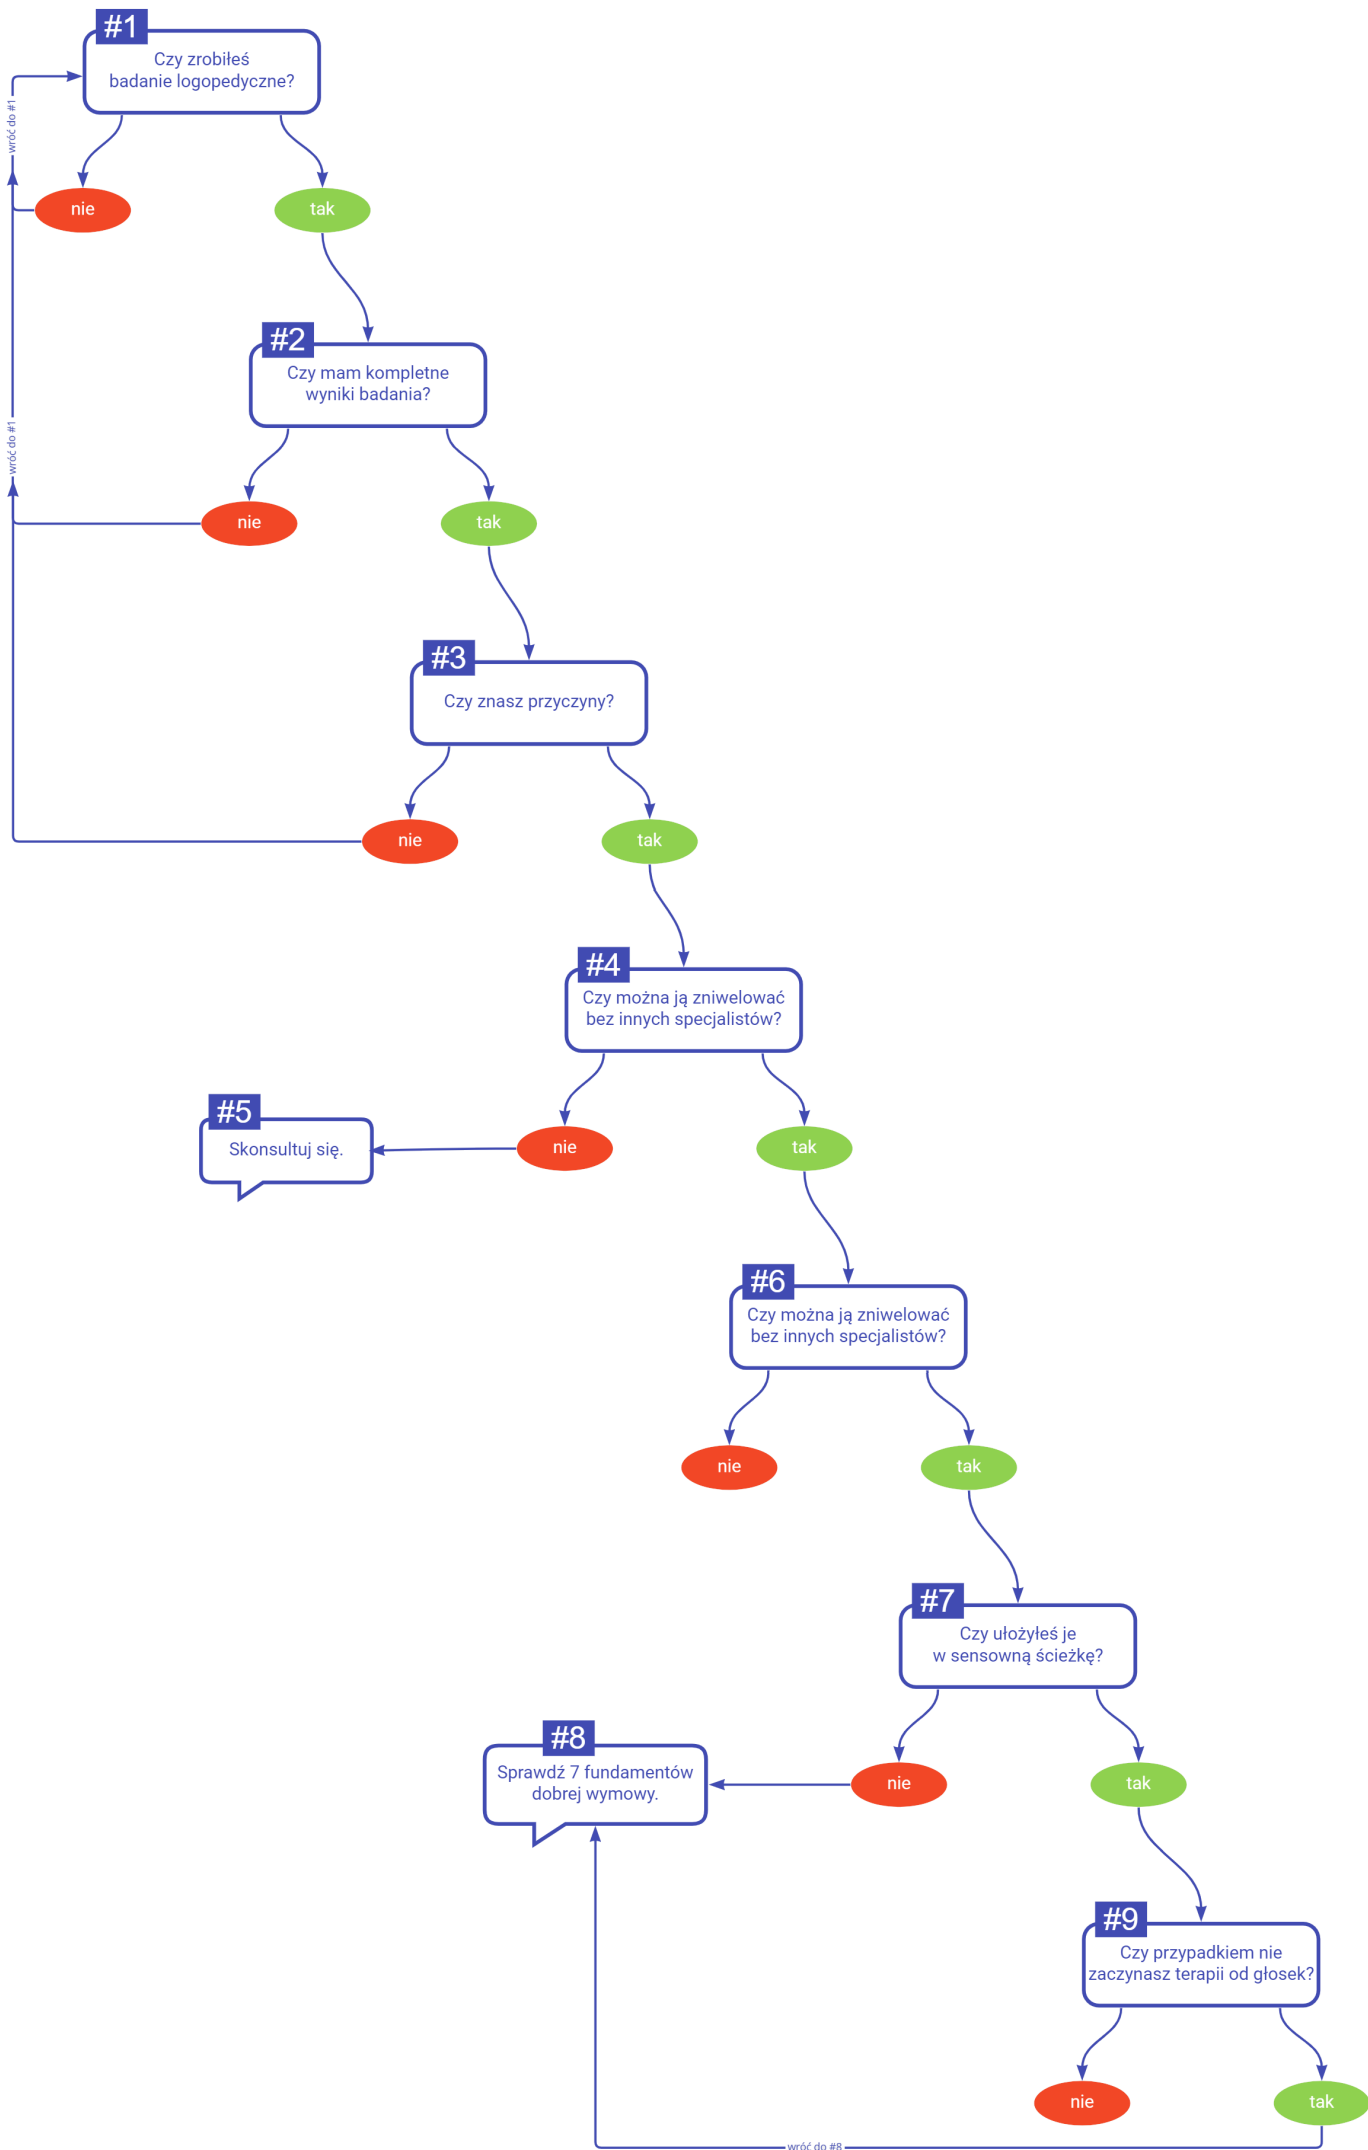 #1
Czy zrobiłeś
badanie logopedyczne?
wróć do #1
nie
tak
#2
Czy mam kompletne
wyniki badania?
wróć do #1
nie
tak
#3
Czy znasz przyczyny?
nie
tak
#4
Czy można ją zniwelować
bez innych specjalistów?
#5
Skonsultuj się.
nie
tak
#6
Czy można ją zniwelować
bez innych specjalistów?
nie
tak
#7
Czy ułożyłeś je
w sensowną ścieżkę?
#8
Sprawdź 7 fundamentów
dobrej wymowy.
nie
tak
#9
Czy przypadkiem nie
zaczynasz terapii od głosek?
nie
tak
wróć do #8